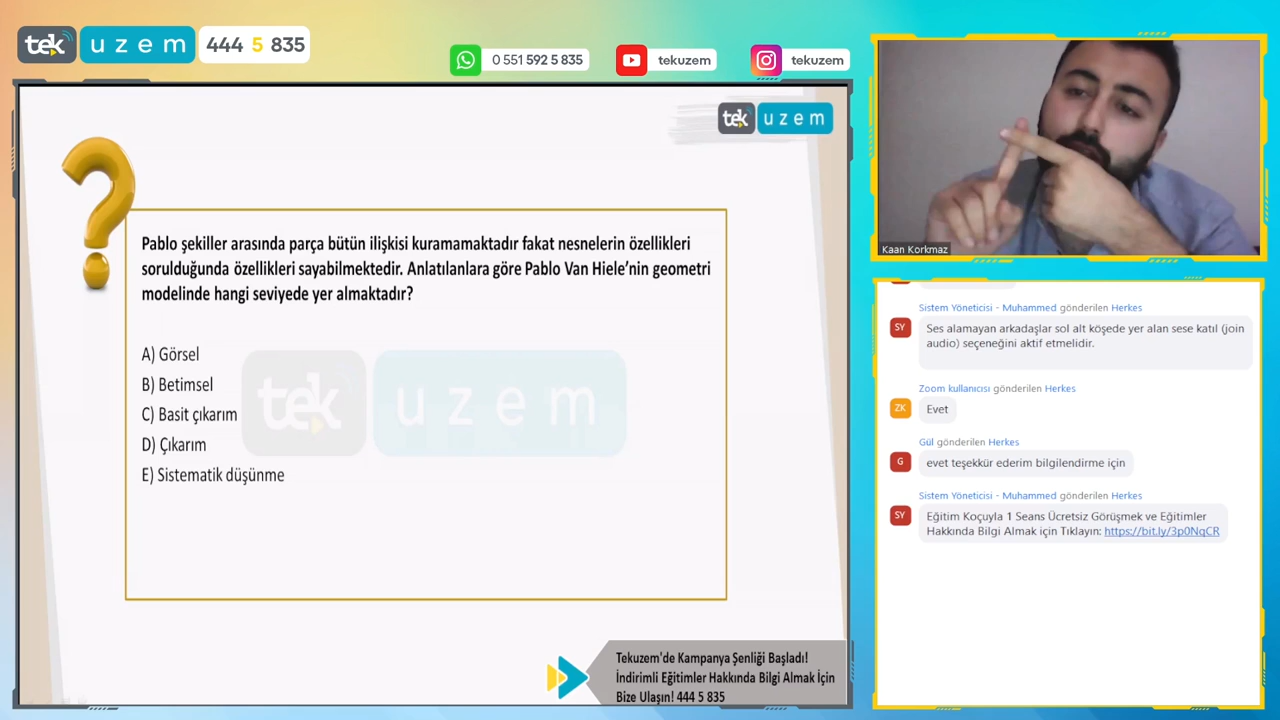 tek
uzem
444 5 835
0 551 592 5 835
tekuzem
tekuzem
tek uzem
Pablo şekiller arasında parça bütün ilişkisi kuramamaktadır fakat nesnelerin özellikleri
sorulduğunda özellikleri sayabilmektedir. Anlatılanlara göre Pablo Van Hiele’nin geometri
modelinde hangi seviyede yer almaktadır?
A) Görsel
B) Betimsel
C) Basit çıkarım
D) Çıkarım
E) Sistematik düşünme
tek uzem
Tekuzem'de Kampanya Şenliği Başladı!
İndirimli Eğitimler Hakkında Bilgi Almak İçin
Bize Ulaşın! 444 5 835
Kaan Korkmaz
Sistem Yöneticisi - Muhammed gönderilen Herkes
SY
Ses alamayan arkadaşlar sol alt köşede yer alan sese katıl (join
audio) seçeneğini aktif etmelidir.
Zoom kullanıcısı gönderilen Herkes
ZK
Evet
Gül gönderilen Herkes
G
evet teşekkür ederim bilgilendirme için
Sistem Yöneticisi - Muhammed gönderilen Herkes
SY
Eğitim Koçuyla 1 Seans Ücretsiz Görüşmek ve Eğitimler
Hakkında Bilgi Almak için Tıklayın: https://bit.ly/3p0NqCR